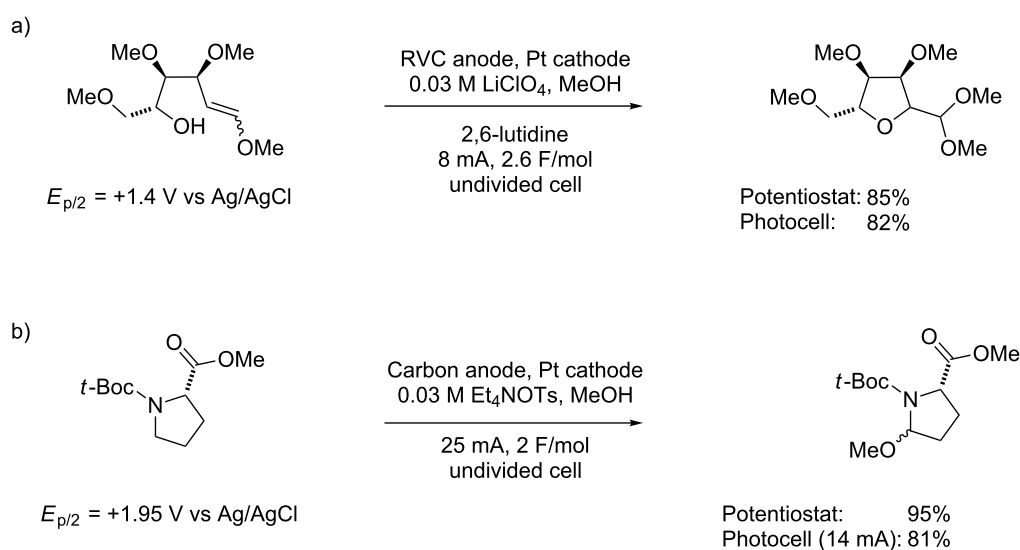 a)
MeO OMe
MeO
OH
OMe
E p/2 = +1.4 V vs Ag/AgCl
RVC anode, Pt cathode
0.03 M LiClO4, MeOH
2,6-lutidine
8 mA, 2.6 F/mol
undivided cell
MeO OMe
MeO
O
OMe
OMe
Potentiostat: 85%
Photocell: 82%
b)
O
OMe
t-Boc
N
E p/2 = +1.95 V vs Ag/AgCl
Carbon anode, Pt cathode
0.03 M Et4NOTs, MeOH
25 mA, 2 F/mol
undivided cell
O
OMe
t-Boc
N
MeO
Potentiostat: 95%
Photocell (14 mA): 81%